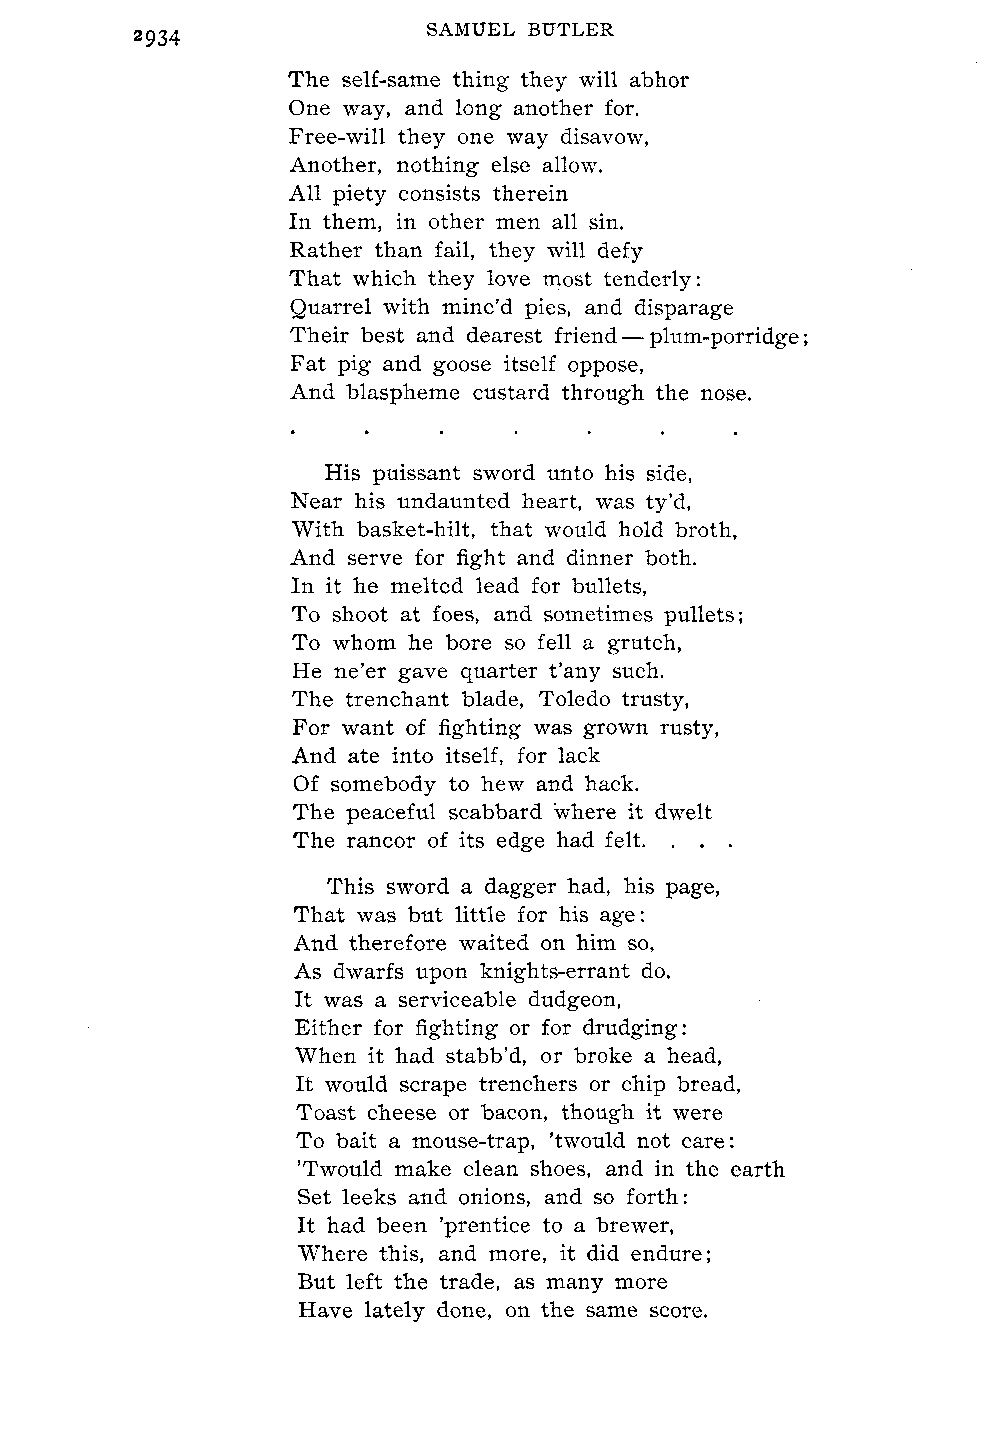 2934
SAMUEL BUTLER
The self-same thing they will abhor
One way, and long another for.
Free-will they one way disavow,
Another, nothing else allow.
All piety consists therein
In them, in other men all sin.
Rather than fail, they will defy
That which they love most tenderly:
Quarrel with minc'd pies, and disparage
Their best and dearest friend — plum-porridge;
Fat pig and goose itself oppose,
And blaspheme custard through the nose.
. . . . . . .
His puissant sword unto his side,
Near his undaunted heart, was ty'd,
With basket-hilt, that would hold broth,
And serve for fight and dinner both.
In it he melted lead for bullets,
To shoot at foes, and sometimes pullets;
To whom he bore so fell a grutch,
He ne'er gave quarter t'any such.
The trenchant blade, Toledo trusty,
For want of fighting was grown rusty,
And ate into itself, for lack
Of somebody to hew and hack.
The peaceful scabbard where it dwelt
The rancor of its edge had felt. . . .
This sword a dagger had, his page,
That was but little for his age:
And therefore waited on him so,
As dwarfs upon knights-errant do.
It was a serviceable dudgeon,
Either for fighting or for drudging:
When it had stabb'd, or broke a head,
It would scrape trenchers or chip bread,
Toast cheese or bacon, though it were
To bait a mouse-trap, 'twould not care:
'Twould make clean shoes, and in the earth
Set leeks and onions, and so forth:
It had been 'prentice to a brewer,
Where this, and more, it did endure;
But left the trade, as many more
Have lately done, on the same score.